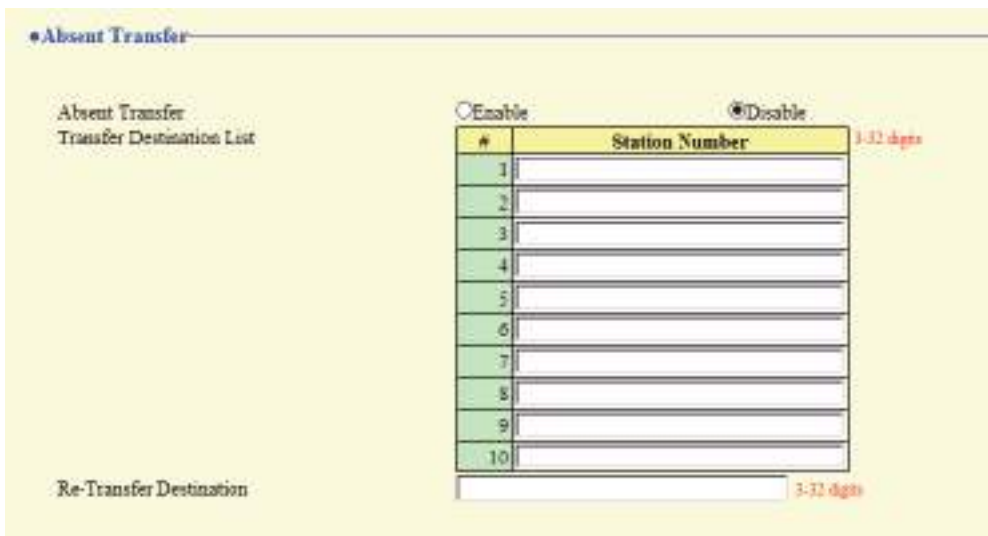 •Absent Transfer
Absent Transfer Enable Disable
Transfer Destination List # Station Number 3-32 digits
1
2
3
4
5
6
7
8
9
10
Re-Transfer Destination 3-32 digits